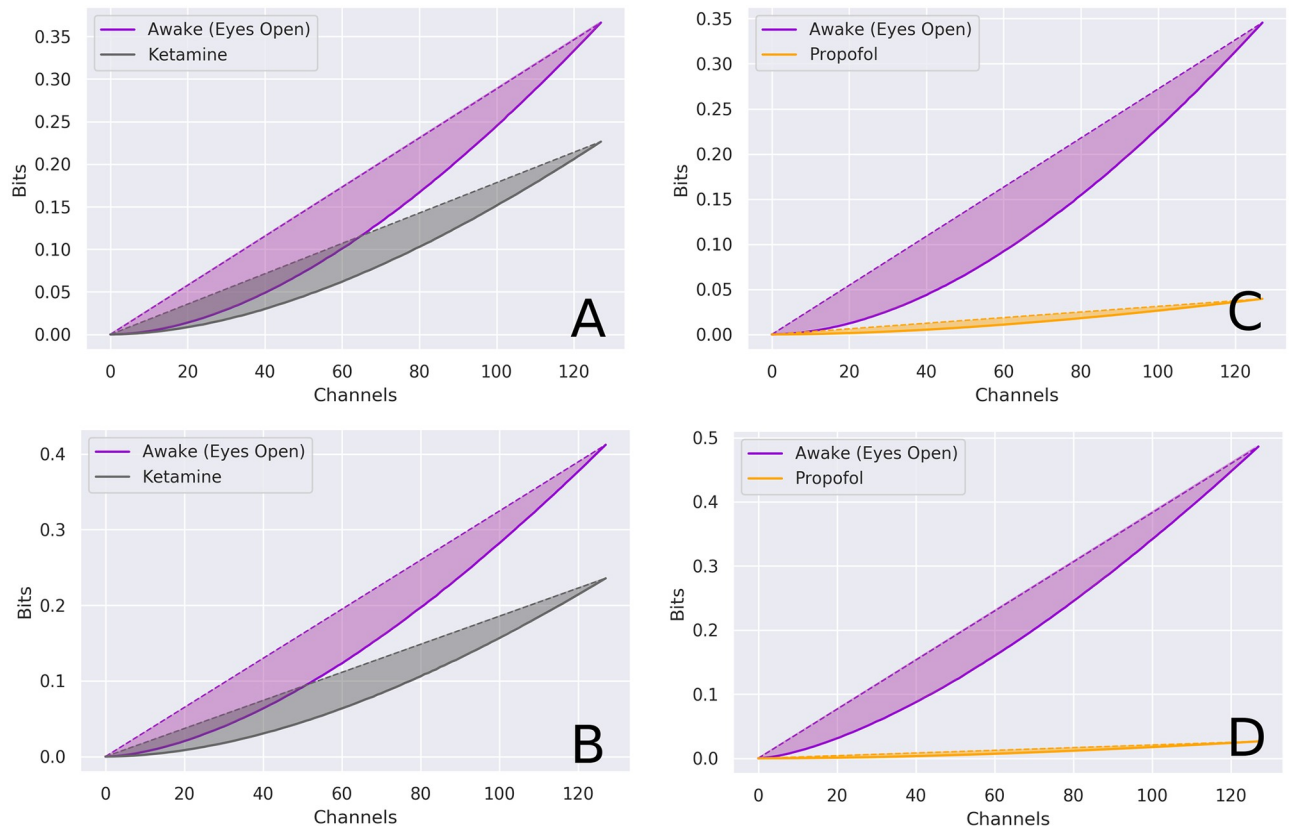 Awake (Eyes Open)
Ketamine
0.35
0.30
0.25
0.20
0.15
0.10
0.05
0.00
Bits
0 20 40 60 80 100 120
Channels
A
Awake (Eyes Open)
Propofol
0.35
0.30
0.25
0.20
0.15
0.10
0.05
0.00
Bits
0 20 40 60 80 100 120
Channels
C
Awake (Eyes Open)
Ketamine
0.4
0.3
0.2
0.1
0.0
Bits
0 20 40 60 80 100 120
Channels
B
Awake (Eyes Open)
Propofol
0.5
0.4
0.3
0.2
0.1
0.0
Bits
0 20 40 60 80 100 120
Channels
D